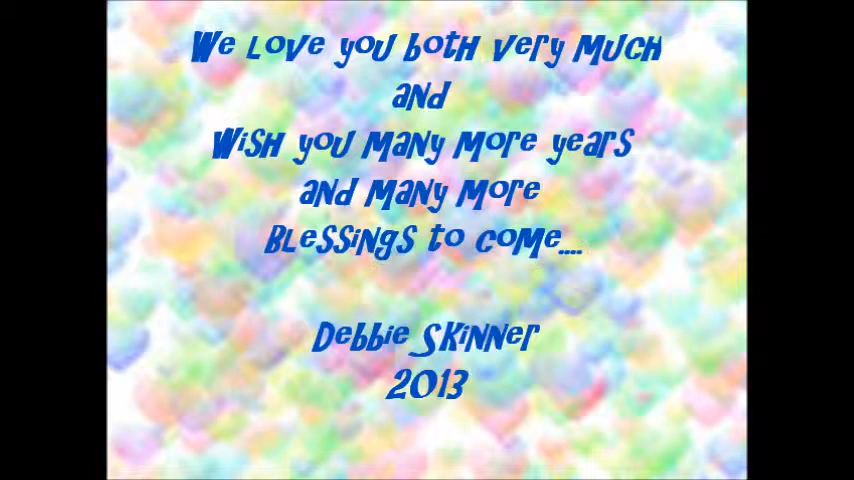 We love you both very much
and
Wish you many more years
and many more
Blessings to come....
Debbie Skinner
2013